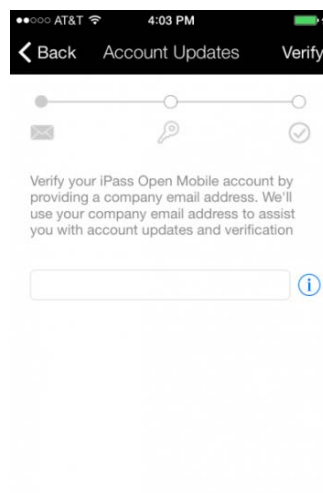 AT&T 4:03 PM
Back Account Updates Verify
Verify your iPass Open Mobile account by
providing a company email address. We'll
use your company email address to assist
you with account updates and verification
i